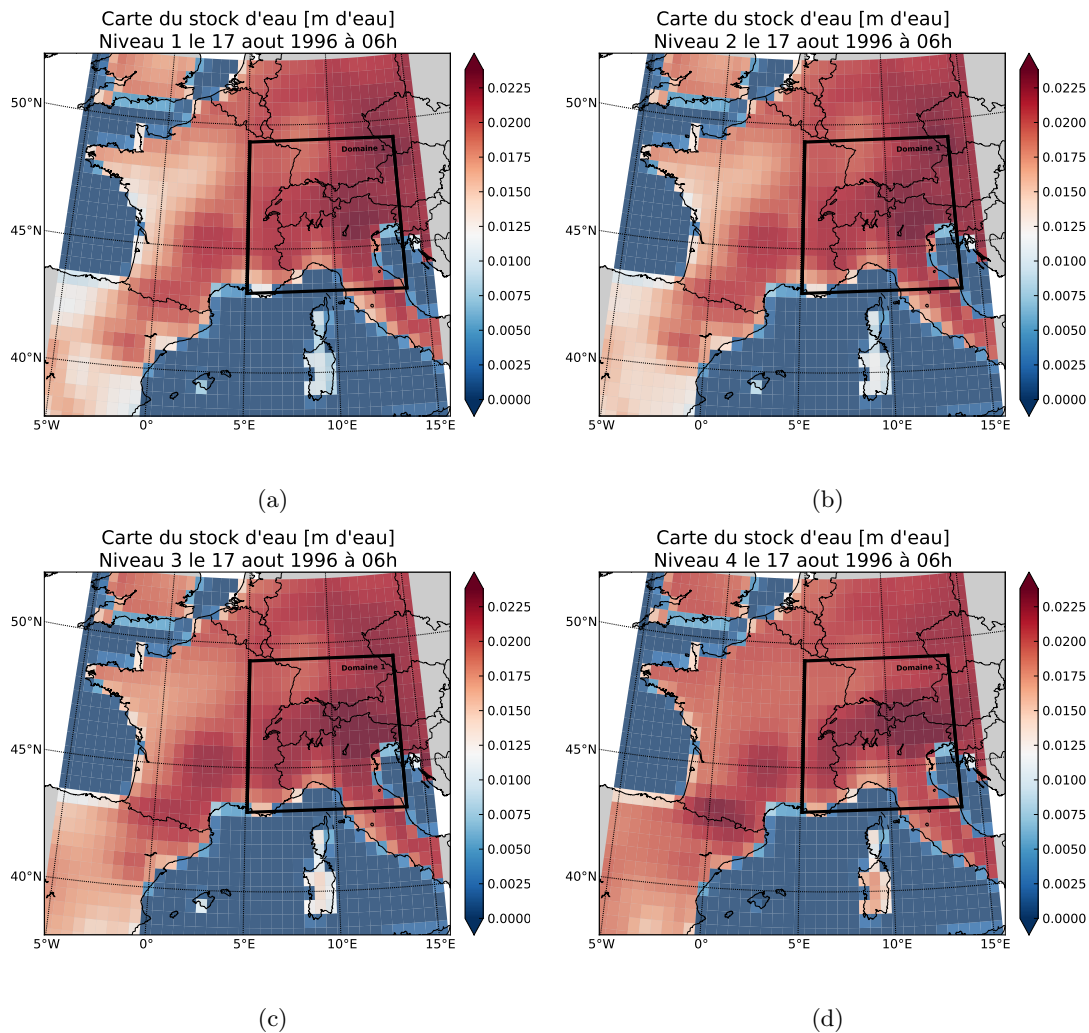 Carte du stock d'eau [m d'eau]
Niveau 1 le 17 aout 1996 à 06h
50°N
45°N
40°N
5°W
0°
5°E
10°E
15°E
Domaine 1
0.0225
0.0200
0.0175
0.0150
0.0125
0.0100
0.0075
0.0050
0.0025
0.0000
(a)
Carte du stock d'eau [m d'eau]
Niveau 2 le 17 aout 1996 à 06h
50°N
45°N
40°N
5°W
0°
5°E
10°E
15°E
Domaine 1
0.0225
0.0200
0.0175
0.0150
0.0125
0.0100
0.0075
0.0050
0.0025
0.0000
(b)
Carte du stock d'eau [m d'eau]
Niveau 3 le 17 aout 1996 à 06h
50°N
45°N
40°N
5°W
0°
5°E
10°E
15°E
Domaine 1
0.0225
0.0200
0.0175
0.0150
0.0125
0.0100
0.0075
0.0050
0.0025
0.0000
(c)
Carte du stock d'eau [m d'eau]
Niveau 4 le 17 aout 1996 à 06h
50°N
45°N
40°N
5°W
0°
5°E
10°E
15°E
Domaine 1
0.0225
0.0200
0.0175
0.0150
0.0125
0.0100
0.0075
0.0050
0.0025
0.0000
(d)